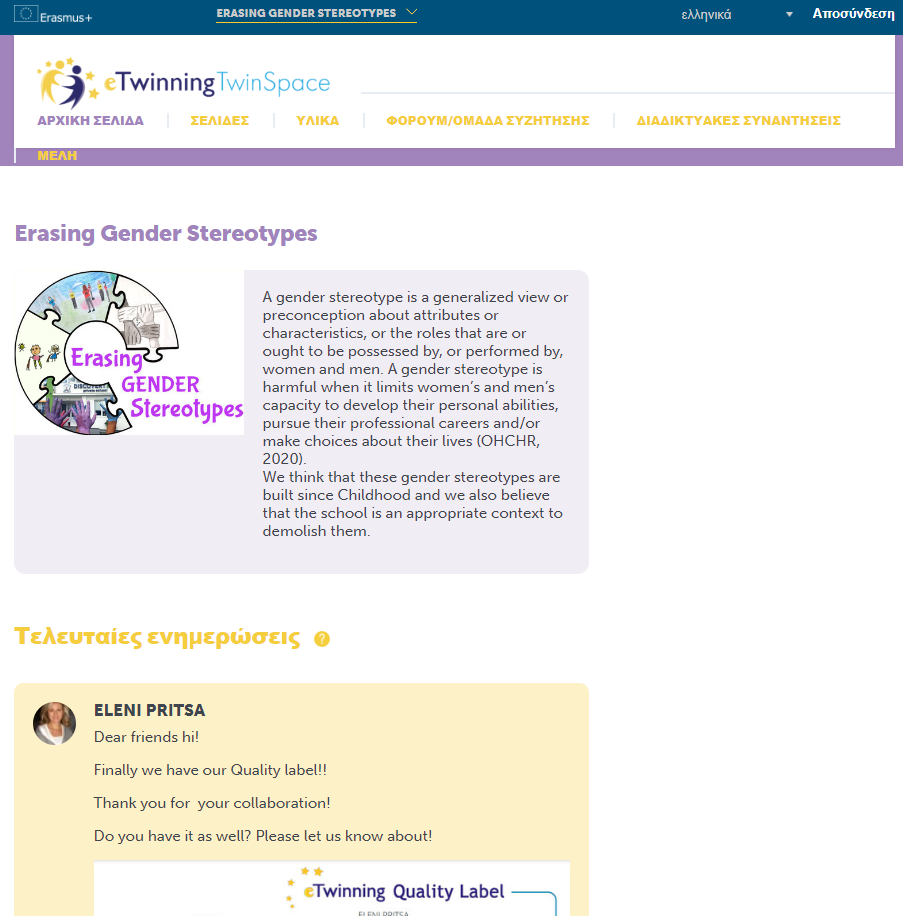 Erasmus+
ERASING GENDER STEREOTYPES
ελληνικά
Αποσύνδεση
eTwinningTwinSpace
ΑΡΧΙΚΗ ΣΕΛΙΔΑ
ΣΕΛΙΔΕΣ
ΥΛΙΚΑ
ΦΟΡΟΥΜ/ΟΜΑΔΑ ΣΥΖΗΤΗΣΗΣ
ΔΙΑΔΙΚΤΥΑΚΕΣ ΣΥΝΑΝΤΗΣΕΙΣ
ΜΕΛΗ
Erasing Gender Stereotypes
Erasing
GENDER
Stereotypes
DISCOVERY
A gender stereotype is a generalized view or
preconception about attributes or
characteristics, or the roles that are or
ought to be possessed by, or performed by,
women and men. A gender stereotype is
harmful when it limits women’s and men’s
capacity to develop their personal abilities,
pursue their professional careers and/or
make choices about their lives (OHCHR,
2020).
We think that these gender stereotypes are
built since Childhood and we also believe
that the school is an appropriate context to
demolish them.
Τελευταίες ενημερώσεις ?
ELENI PRITSA
Dear friends hi!
Finally we have our Quality label!!
Thank you for your collaboration!
Do you have it as well? Please let us know about!
eTwinning Quality Label
ELENI PRITSA